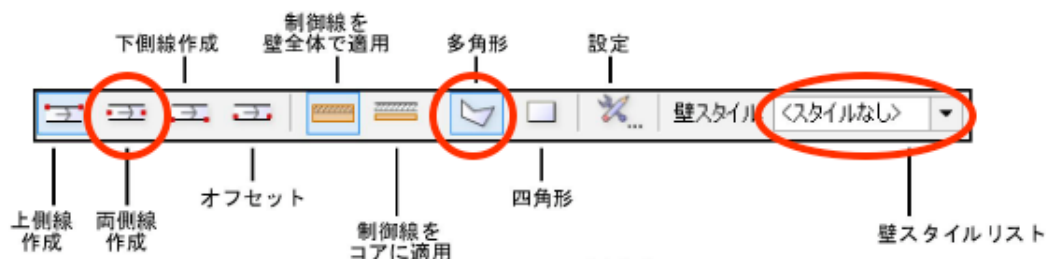 下側線作成
制御線を
壁全体で適用
多角形
設定
壁スタイル
<スタイルなし>
上側線
作成
両側線
作成
オフセット
制御線を
コアに適用
四角形
壁スタイルリスト